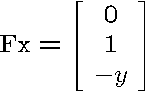 Fx = [ 0
1
-y ]